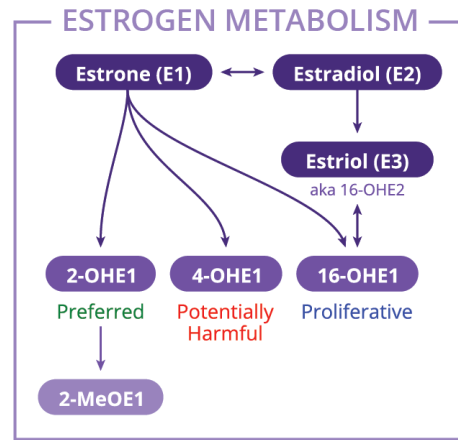 ESTROGEN METABOLISM
Estrone (E1)
Estradiol (E2)
Estriol (E3)
aka 16-OHE2
2-OHE1
4-OHE1
16-OHE1
Preferred
Potentially
Harmful
Proliferative
2-MeOE1